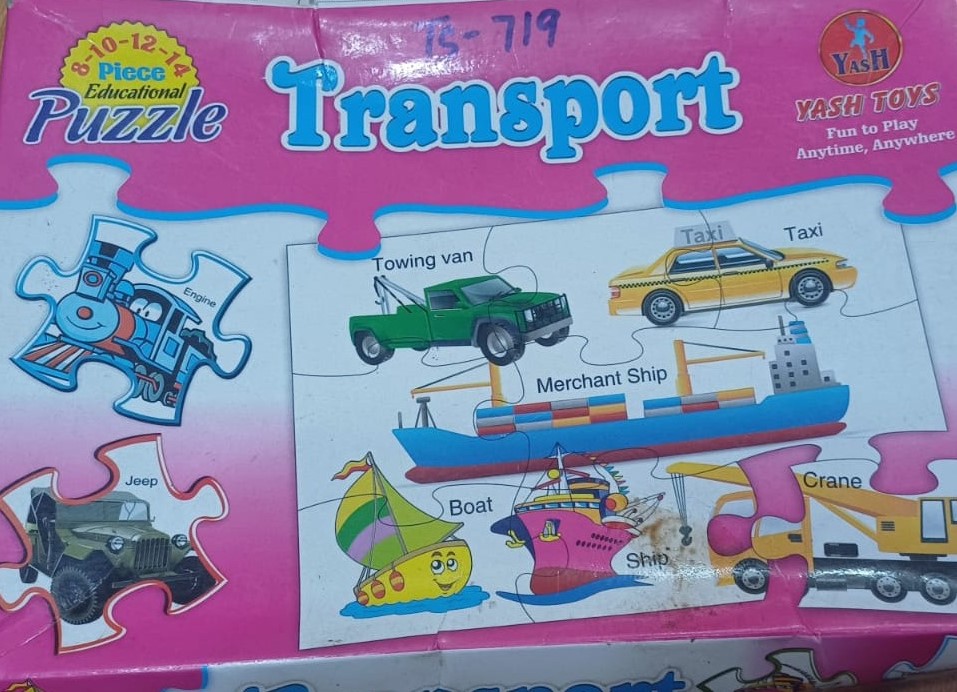 TS-719
8-10-12-14
Piece
Educational
Puzzle
Transport
YASH
YASH TOYS
Fun to Play
Anytime, Anywhere
Engine
Towing van
Taxi
Taxi
Merchant Ship
Jeep
Boat
Ship
Crane
Transport